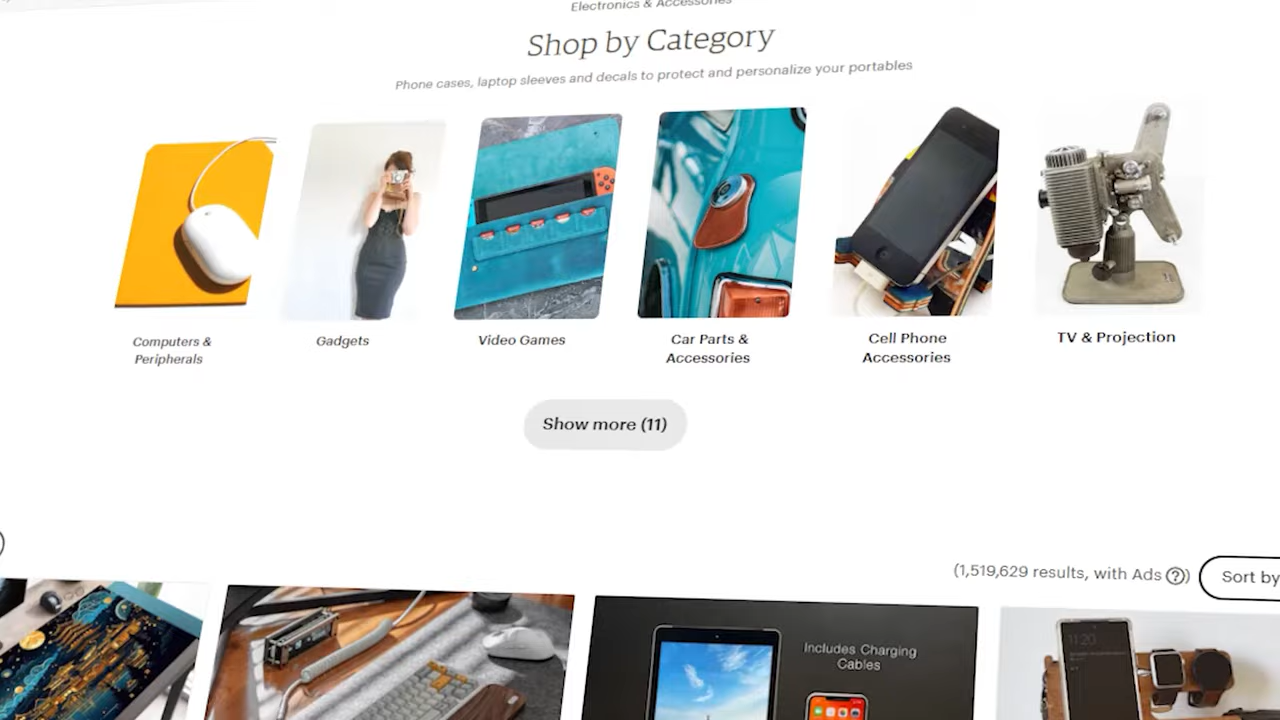 Electronics & Accessories
Shop by Category
Phone cases, laptop sleeves and decals to protect and personalize your portables
Computers &
Peripherals
Gadgets
Video Games
Car Parts &
Accessories
Cell Phone
Accessories
TV & Projection
Show more (11)
(1,519,629 results, with Ads ?)
Sort by
Includes Charging
Cables
11:20